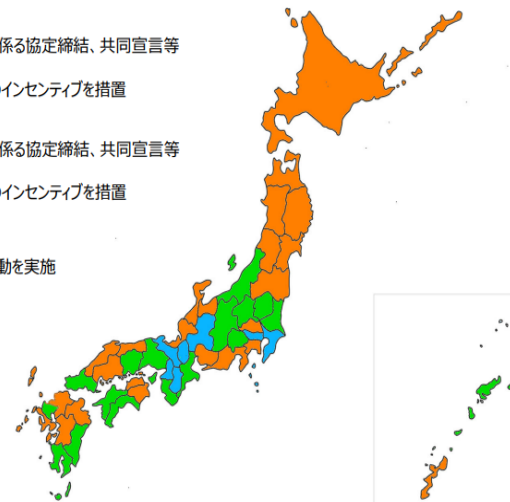 係る協定締結、共同宣言等
インセンティブを措置
係る協定締結、共同宣言等
インセンティブを措置
動を実施